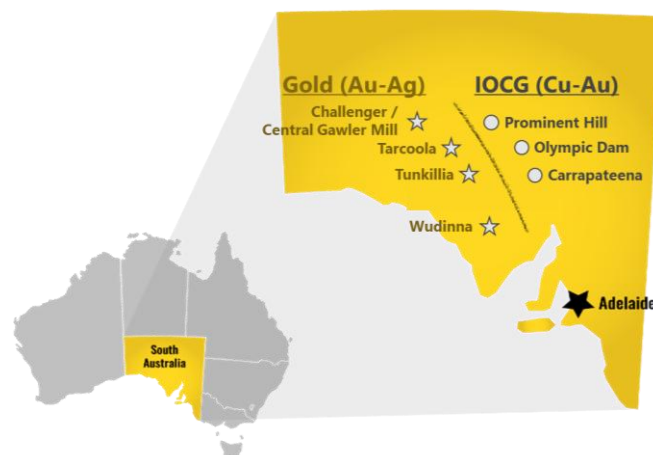 Gold (Au-Ag)
IOCG (Cu-Au)
Challenger /
Central Gawler Mill
Prominent Hill
Tarcoola
Olympic Dam
Tunkillia
Carrapateena
Wudinna
Adelaide
South
Australia